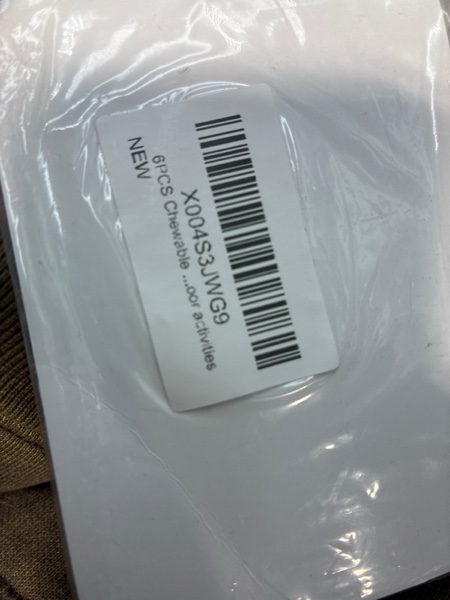 X004S3JWG9
6PCS Chewable ...oor activities
NEW